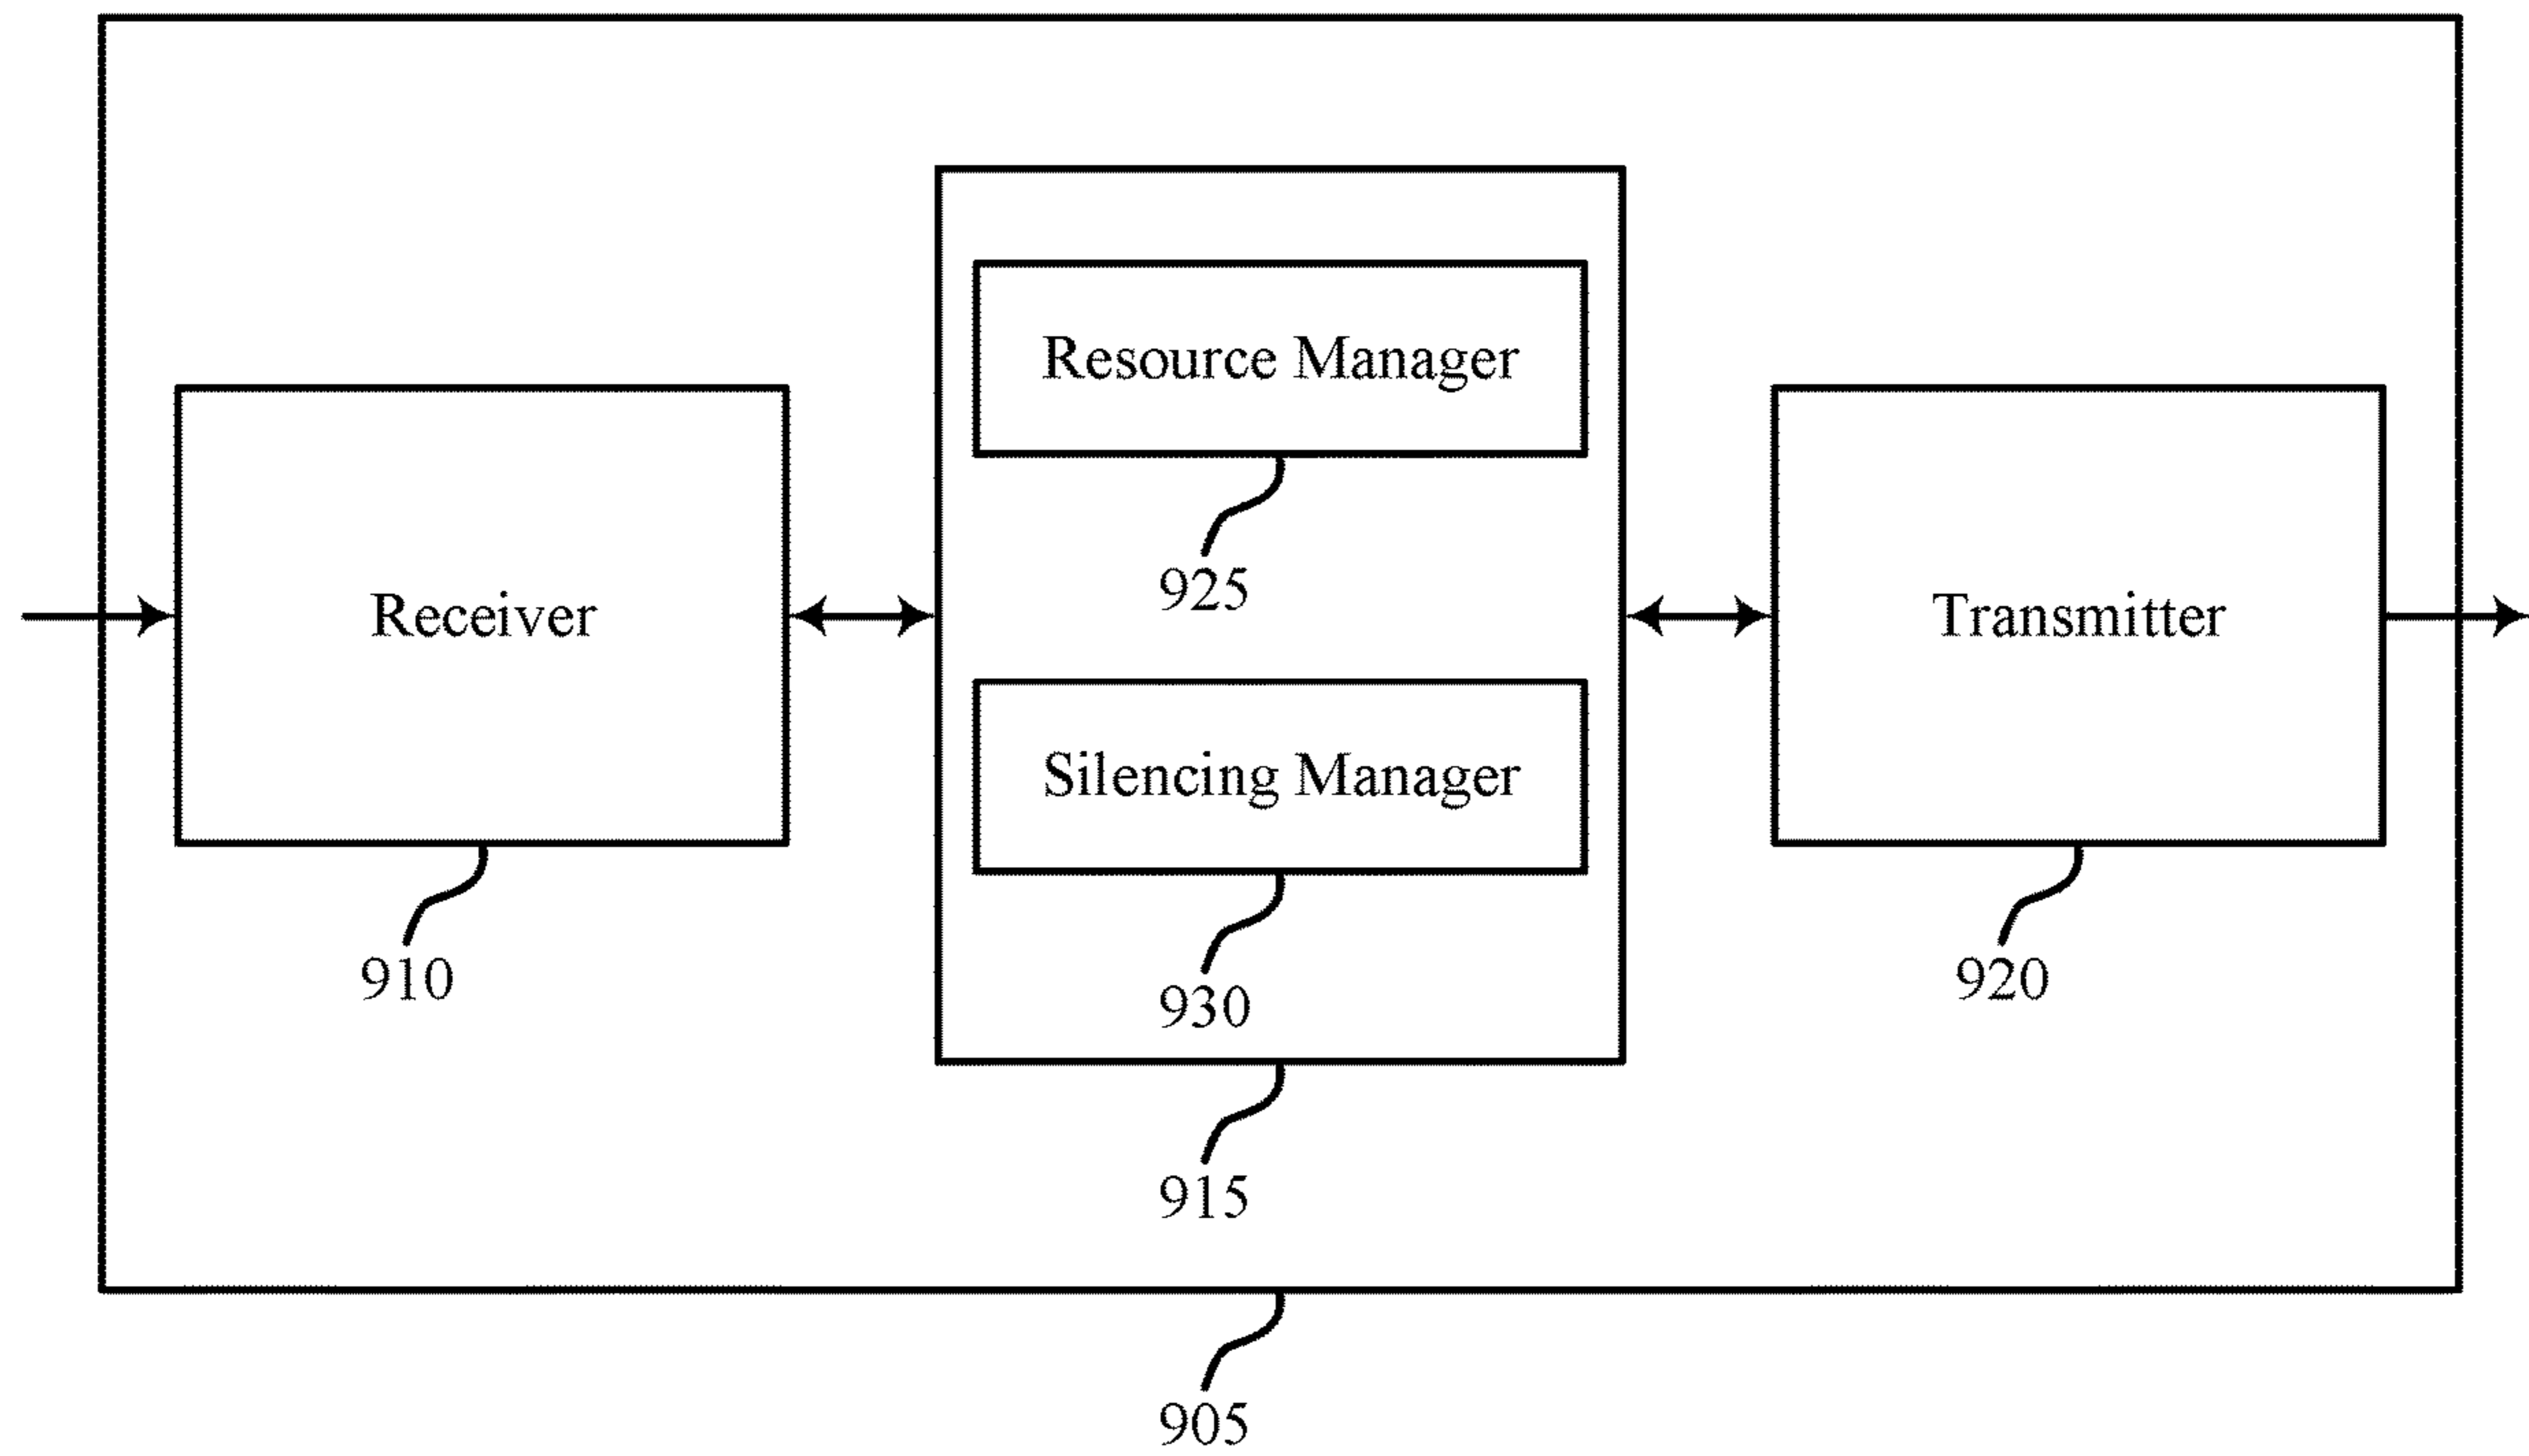 Resource Manager
925
Receiver
Transmitter
Silencing Manager
910
930
920
915
905